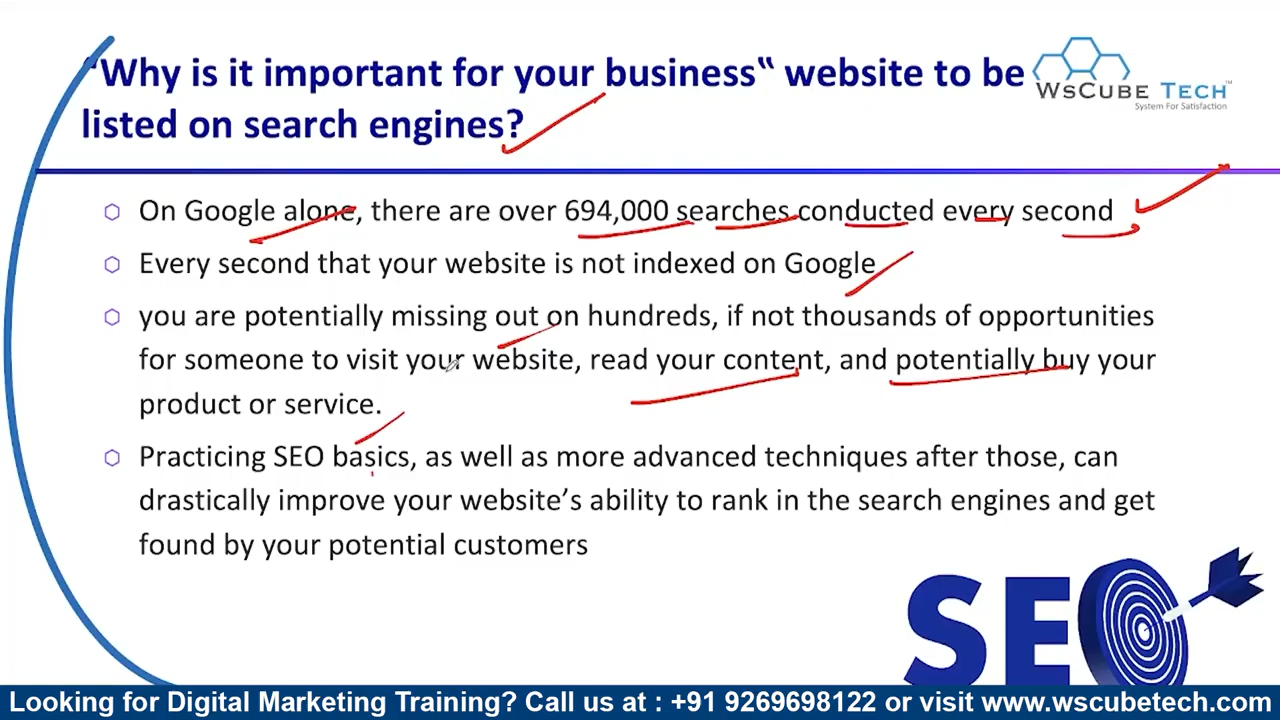 "Why is it important for your business‟ website to be
listed on search engines?
WSCUBE TECH™
System For Satisfaction
On Google alone, there are over 694,000 searches conducted every second
Every second that your website is not indexed on Google
you are potentially missing out on hundreds, if not thousands of opportunities
for someone to visit your website, read your content, and potentially buy your
product or service.
Practicing SEO basics, as well as more advanced techniques after those, can
drastically improve your website’s ability to rank in the search engines and get
found by your potential customers
SEO
Looking for Digital Marketing Training? Call us at : +91 9269698122 or visit www.wscubetech.com